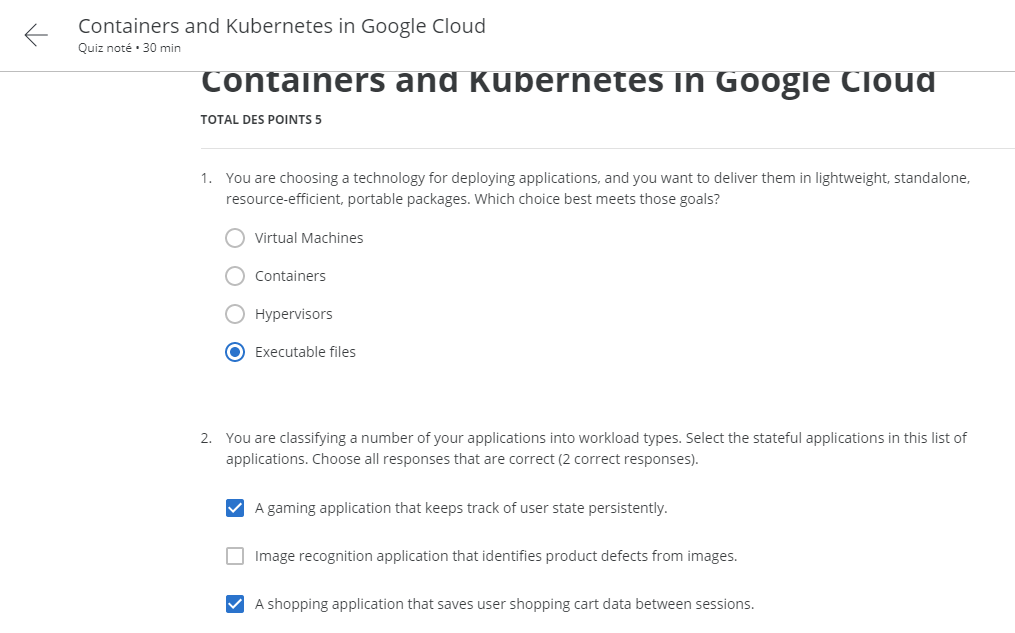 Containers and Kubernetes in Google Cloud
Quiz noté • 30 min
Containers and Kubernetes in Google Cloud
TOTAL DES POINTS 5
1. You are choosing a technology for deploying applications, and you want to deliver them in lightweight, standalone,
resource-efficient, portable packages. Which choice best meets those goals?
Virtual Machines
Containers
Hypervisors
Executable files
2. You are classifying a number of your applications into workload types. Select the stateful applications in this list of
applications. Choose all responses that are correct (2 correct responses).
A gaming application that keeps track of user state persistently.
Image recognition application that identifies product defects from images.
A shopping application that saves user shopping cart data between sessions.